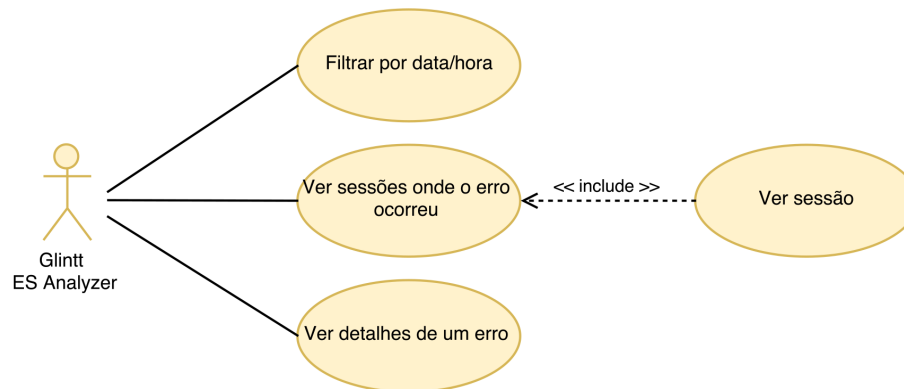 Filtrar por data/hora
Ver sessões onde o erro
ocorreu
<< include >>
Ver sessão
Glintt
ES Analyzer
Ver detalhes de um erro